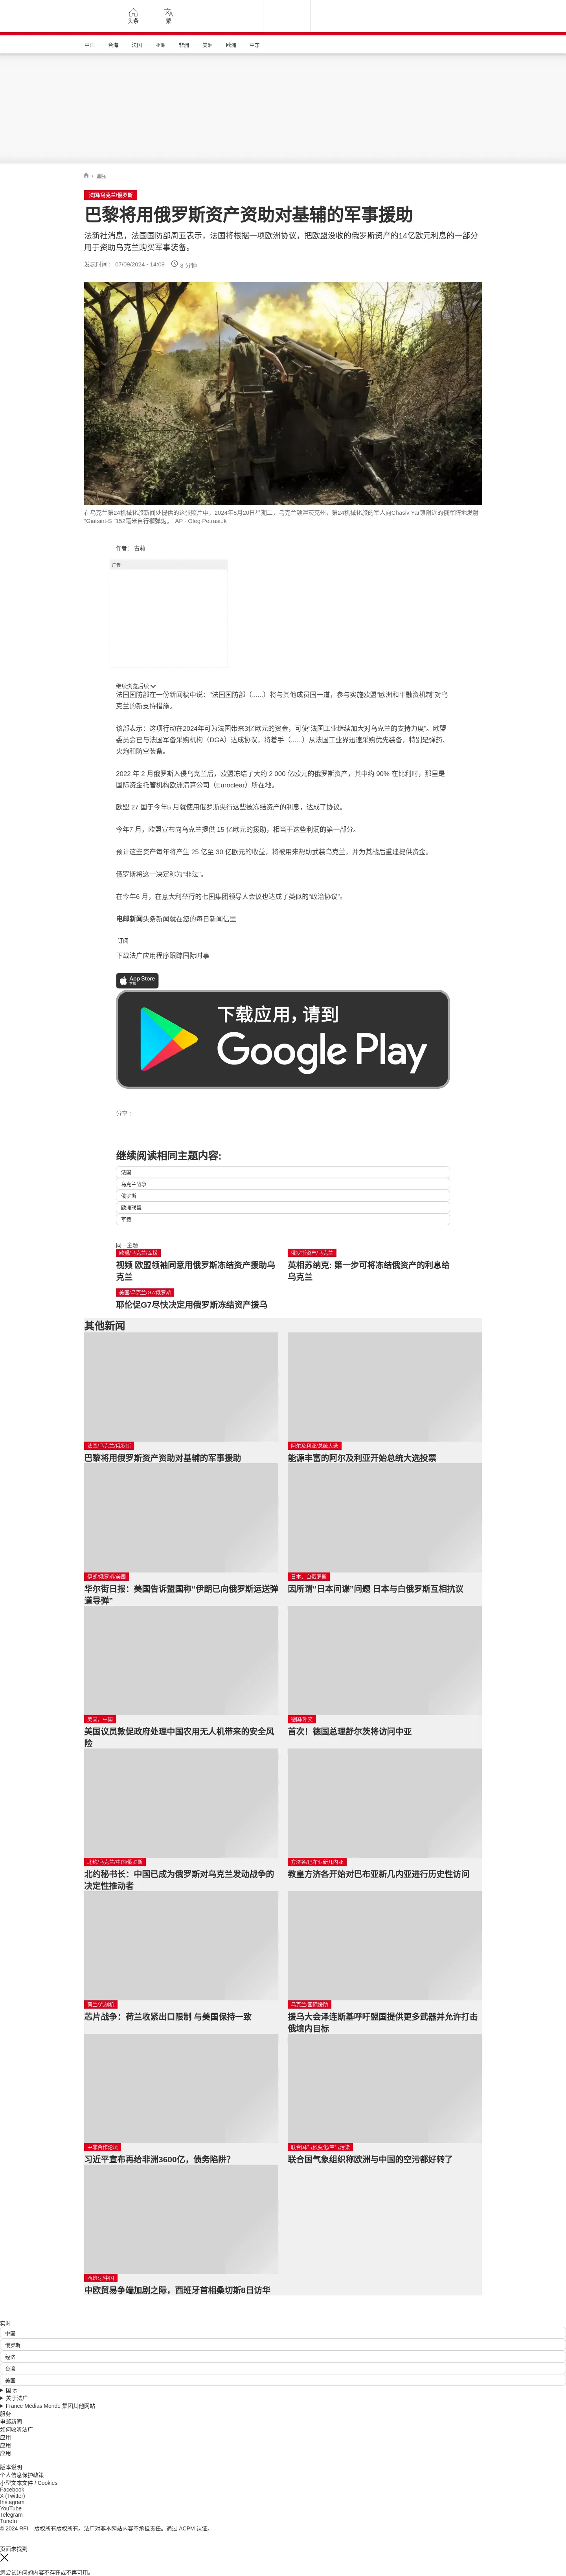 头条
繁
中国
台海
法国
亚洲
非洲
美洲
欧洲
中东
/ 国际
法国/乌克兰/俄罗斯
巴黎将用俄罗斯资产资助对基辅的军事援助
法新社消息，法国国防部周五表示，法国将根据一项欧洲协议，把欧盟没收的俄罗斯资产的14亿欧元利息的一部分
用于资助乌克兰购买军事装备。
发表时间： 07/09/2024 - 14:09 3 分钟
在乌克兰第24机械化旅新闻处提供的这张照片中，2024年8月20日星期二，乌克兰顿涅茨克州，第24机械化旅的军人向Chasiv Yar镇附近的俄军阵地发射
"Giatsint-S "152毫米自行榴弹炮。 AP - Oleg Petrasiuk
作者： 古莉
广告
继续浏览后续
法国国防部在一份新闻稿中说："法国国防部（......）将与其他成员国一道，参与实施欧盟"欧洲和平融资机制"对乌
克兰的新支持措施。
该部表示：这项行动在2024年可为法国带来3亿欧元的资金，可使"法国工业继续加大对乌克兰的支持力度"。欧盟
委员会已与法国军备采购机构（DGA）达成协议，将着手（......）从法国工业界迅速采购优先装备，特别是弹药、
火炮和防空装备。
2022 年 2 月俄罗斯入侵乌克兰后，欧盟冻结了大约 2 000 亿欧元的俄罗斯资产，其中约 90% 在比利时，那里是
国际资金托管机构欧洲清算公司（Euroclear）所在地。
欧盟 27 国于今年5 月就使用俄罗斯央行这些被冻结资产的利息，达成了协议。
今年7 月，欧盟宣布向乌克兰提供 15 亿欧元的援助，相当于这些利润的第一部分。
预计这些资产每年将产生 25 亿至 30 亿欧元的收益，将被用来帮助武装乌克兰，并为其战后重建提供资金。
俄罗斯将这一决定称为"非法"。
在今年6 月，在意大利举行的七国集团领导人会议也达成了类似的"政治协议"。
电邮新闻头条新闻就在您的每日新闻信里
订阅
下载法广应用程序跟踪国际时事
App Store
下载
下载应用，请到
Google Play
分享 :
继续阅读相同主题内容:
法国
乌克兰战争
俄罗斯
欧洲联盟
军费
同一主题
欧盟/乌克兰/军援
视频 欧盟领袖同意用俄罗斯冻结资产援助乌
克兰
俄罗斯资产/乌克兰
英相苏纳克: 第一步可将冻结俄资产的利息给
乌克兰
美国/乌克兰/G7/俄罗斯
耶伦促G7尽快决定用俄罗斯冻结资产援乌
其他新闻
法国/乌克兰/俄罗斯
巴黎将用俄罗斯资产资助对基辅的军事援助
阿尔及利亚/总统大选
能源丰富的阿尔及利亚开始总统大选投票
伊朗/俄罗斯/美国
华尔街日报：美国告诉盟国称"伊朗已向俄罗斯运送弹
道导弹"
日本，白俄罗斯
因所谓"日本间谍"问题 日本与白俄罗斯互相抗议
美国，中国
美国议员敦促政府处理中国农用无人机带来的安全风
险
德国/外交
首次！德国总理舒尔茨将访问中亚
北约/乌克兰/中国/俄罗斯
北约秘书长：中国已成为俄罗斯对乌克兰发动战争的
决定性推动者
方济各/巴布亚新几内亚
教皇方济各开始对巴布亚新几内亚进行历史性访问
荷兰/光刻机
芯片战争：荷兰收紧出口限制 与美国保持一致
乌克兰/国际援助
援乌大会泽连斯基呼吁盟国提供更多武器并允许打击
俄境内目标
中非合作论坛
习近平宣布再给非洲3600亿，债务陷阱？
联合国/气候变化/空气污染
联合国气象组织称欧洲与中国的空污都好转了
西班牙/中国
中欧贸易争端加剧之际，西班牙首相桑切斯8日访华
实时
中国
俄罗斯
经济
台湾
美国
国际
关于法广
France Médias Monde 集团其他网站
服务
电邮新闻
如何收听法广
应用
应用
应用
版本说明
个人信息保护政策
小型文本文件 / Cookies
Facebook
X (Twitter)
Instagram
YouTube
Telegram
TuneIn
© 2024 RFI – 版权所有版权所有。法广对非本网站内容不承担责任。通过 ACPM 认证。
页面未找到
您尝试访问的内容不存在或不再可用。